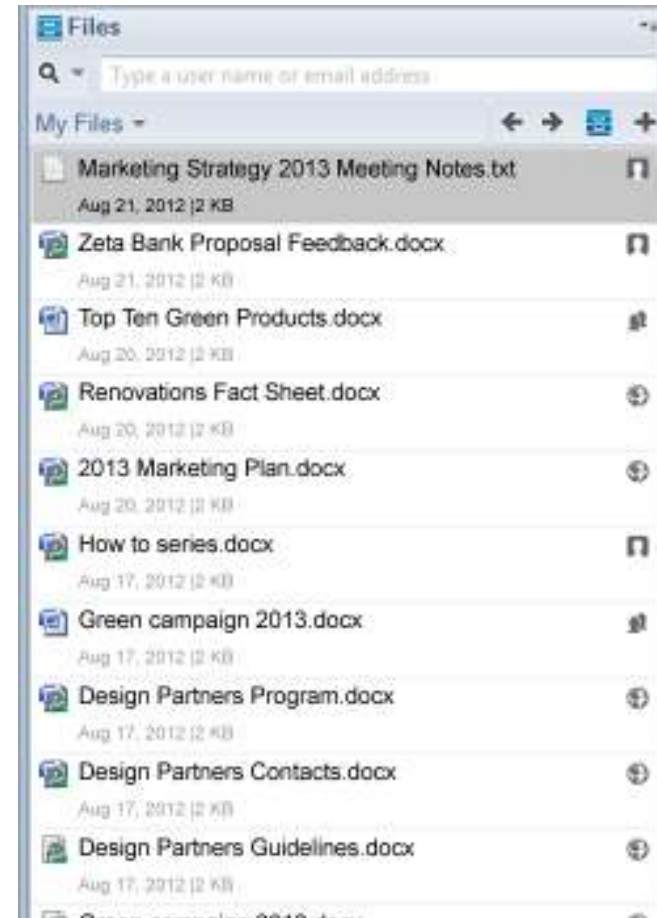 Files
Type a user name or email address
My Files
Marketing Strategy 2013 Meeting Notes.txt
Aug 21, 2012 |2 KB
Zeta Bank Proposal Feedback.docx
Aug 21, 2012 |2 KB
Top Ten Green Products.docx
Aug 20, 2012 |2 KB
Renovations Fact Sheet.docx
Aug 20, 2012 |2 KB
2013 Marketing Plan.docx
Aug 20, 2012 |2 KB
How to series.docx
Aug 17, 2012 |2 KB
Green campaign 2013.docx
Aug 17, 2012 |2 KB
Design Partners Program.docx
Aug 17, 2012 |2 KB
Design Partners Contacts.docx
Aug 17, 2012 |2 KB
Design Partners Guidelines.docx
Aug 17, 2012 |2 KB